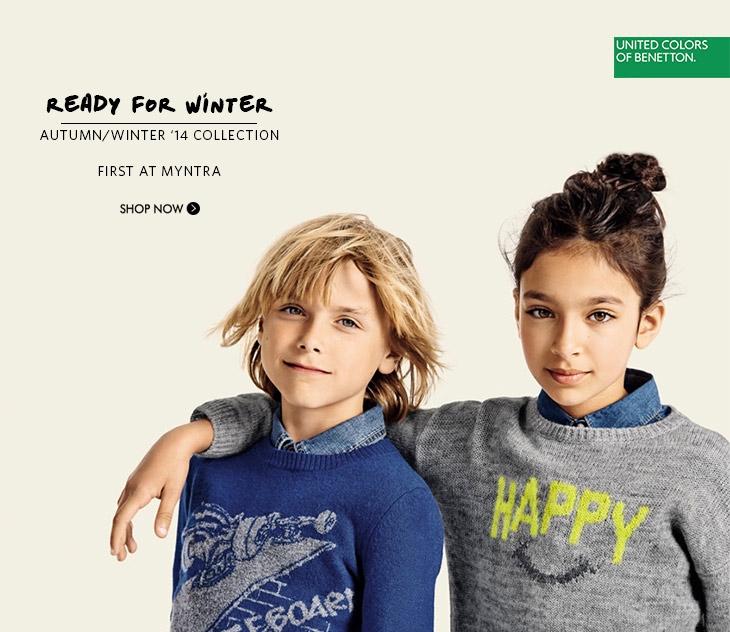 UNITED COLORS
OF BENETTON.
READY FOR WINTER
AUTUMN/WINTER ‘14 COLLECTION
FIRST AT MYNTRA
SHOP NOW
HAPPY